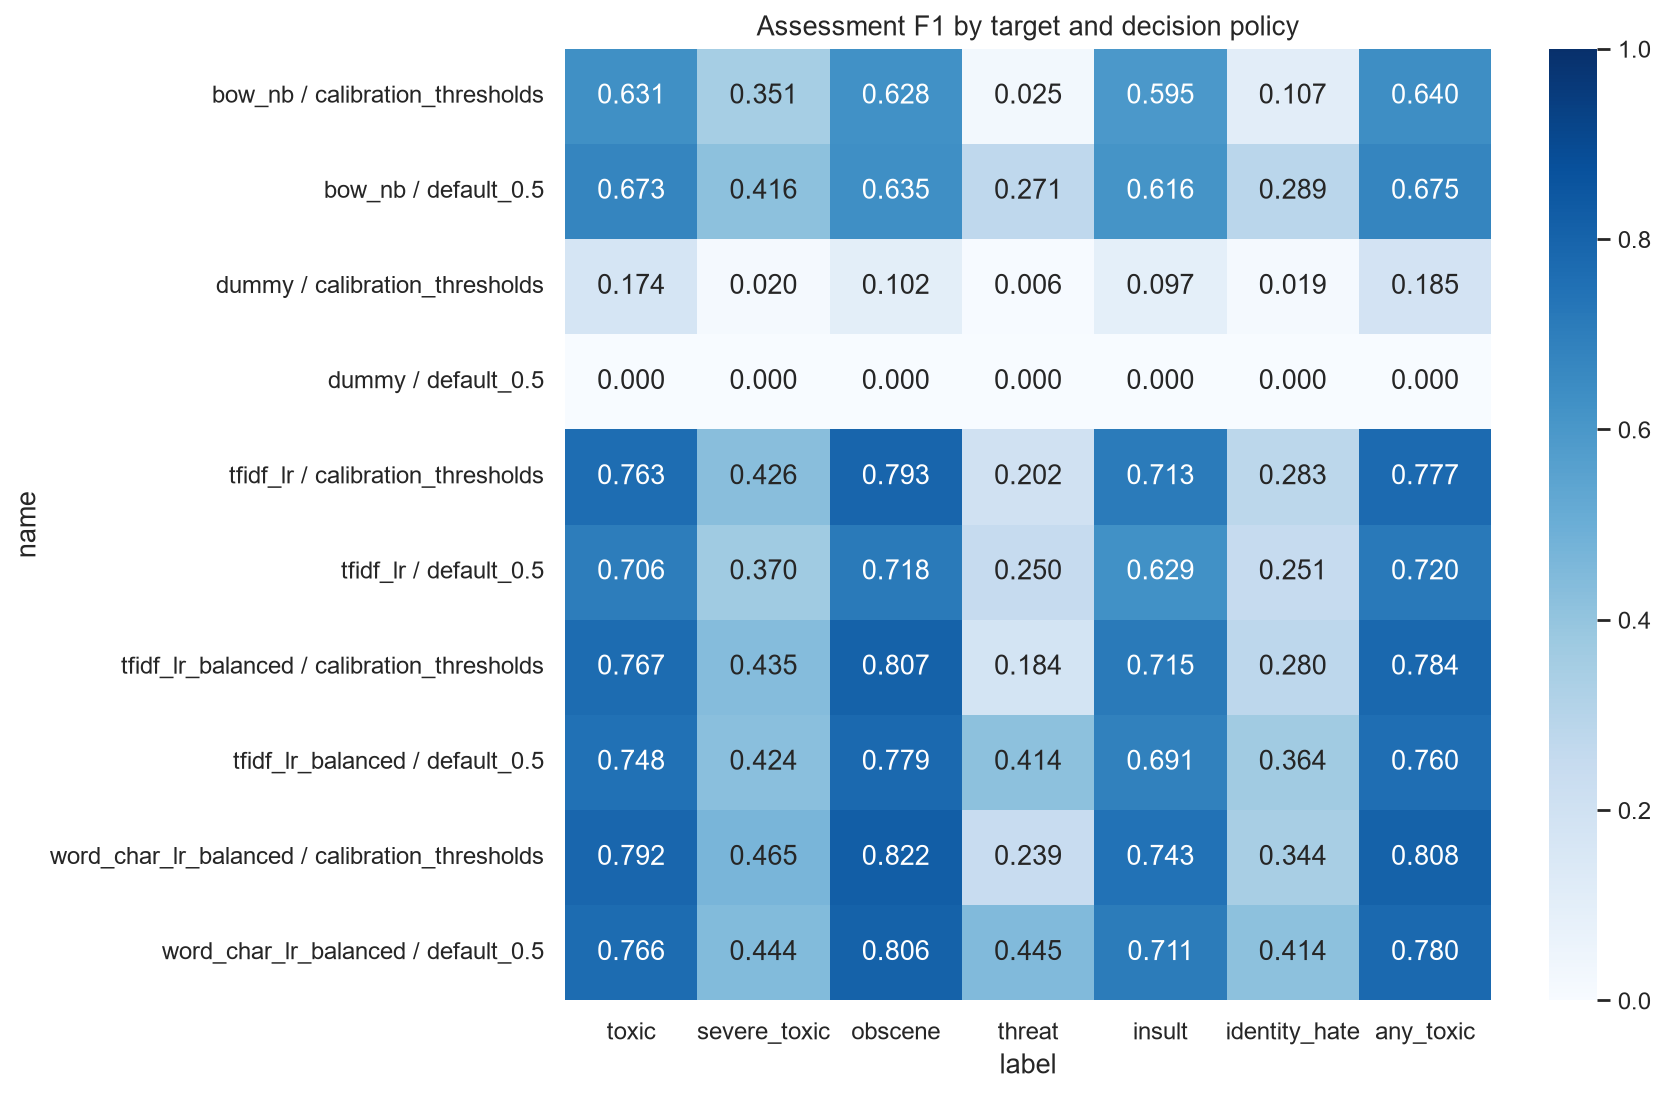 Assessment F1 by target and decision policy
name
bow_nb / calibration_thresholds 0.631 0.351 0.628 0.025 0.595 0.107 0.640
bow_nb / default_0.5 0.673 0.416 0.635 0.271 0.616 0.289 0.675
dummy / calibration_thresholds 0.174 0.020 0.102 0.006 0.097 0.019 0.185
dummy / default_0.5 0.000 0.000 0.000 0.000 0.000 0.000 0.000
tfidf_lr / calibration_thresholds 0.763 0.426 0.793 0.202 0.713 0.283 0.777
tfidf_lr / default_0.5 0.706 0.370 0.718 0.250 0.629 0.251 0.720
tfidf_lr_balanced / calibration_thresholds 0.767 0.435 0.807 0.184 0.715 0.280 0.784
tfidf_lr_balanced / default_0.5 0.748 0.424 0.779 0.414 0.691 0.364 0.760
word_char_lr_balanced / calibration_thresholds 0.792 0.465 0.822 0.239 0.743 0.344 0.808
word_char_lr_balanced / default_0.5 0.766 0.444 0.806 0.445 0.711 0.414 0.780
toxic severe_toxic obscene threat insult identity_hate any_toxic
label
1.0
0.8
0.6
0.4
0.2
0.0